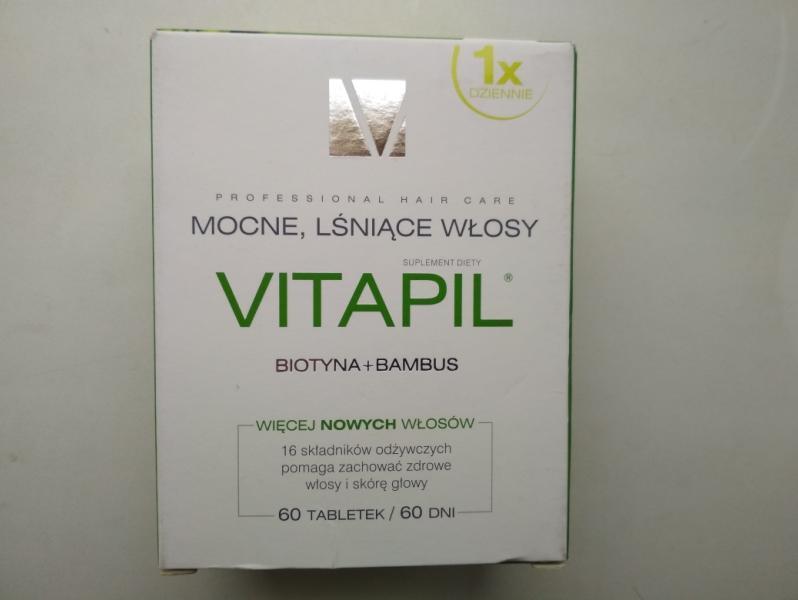 1x
DZIENNIE
PROFESSIONAL HAIR CARE
MOCNE, LŚNIĄCE WŁOSY
SUPLEMENT DIETY
VITAPIL®
BIOTYNA+BAMBUS
WIĘCEJ NOWYCH WŁOSÓW
16 składników odżywczych
pomaga zachować zdrowe
włosy i skórę głowy
60 TABLETEK / 60 DNI